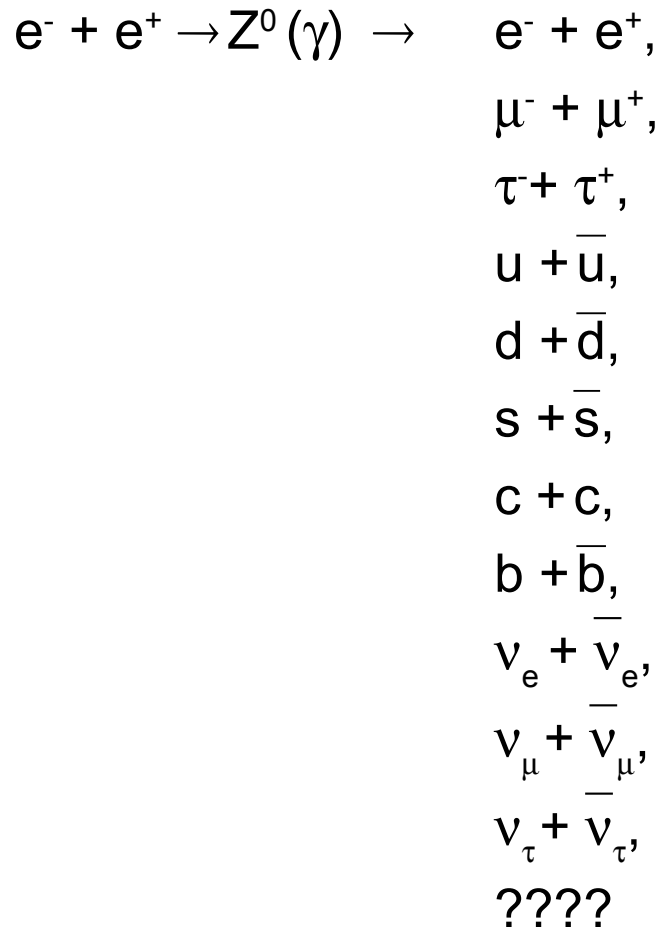 e⁻ + e⁺ → Z⁰ (γ) → e⁻ + e⁺,
μ⁻ + μ⁺,
τ⁻+ τ⁺,
u + u̅,
d + d̅,
s + s̅,
c + c,
b + b̅,
νₑ + ν̅ₑ,
ν_μ + ν̅_μ,
ν_τ + ν̅_τ,
????